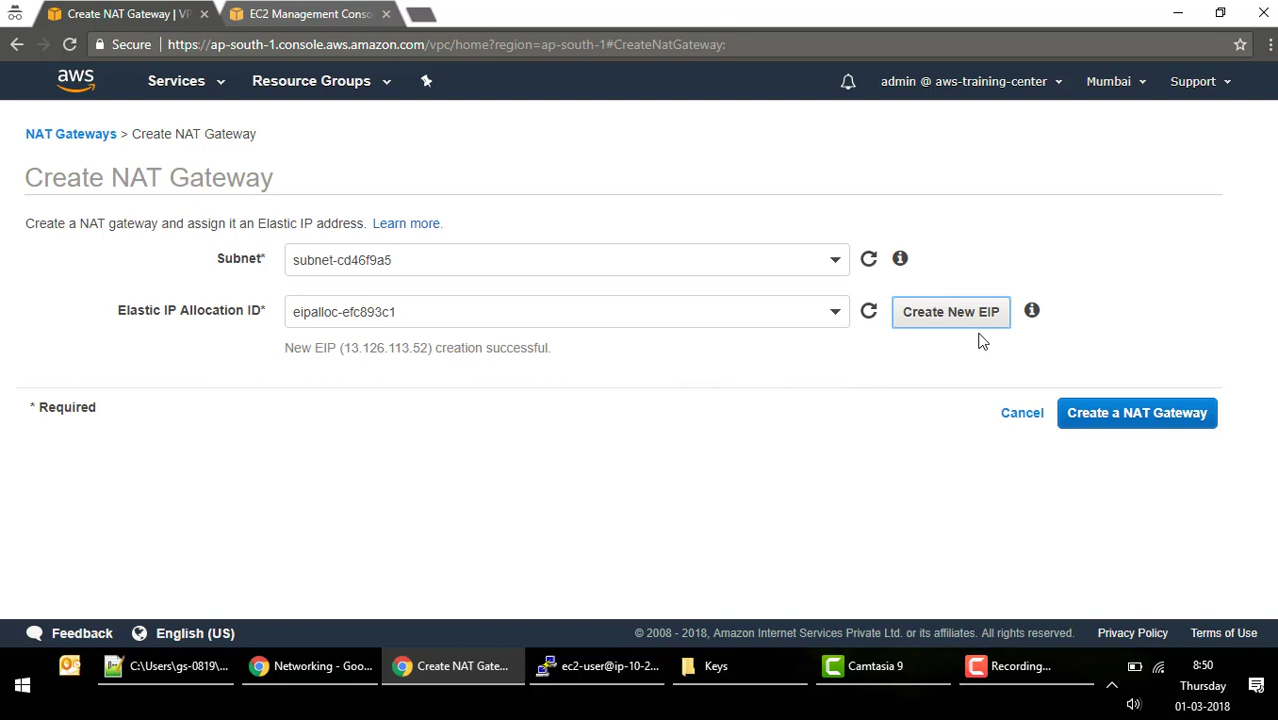 Create NAT Gateway | VP
EC2 Management Conso
Secure
https://ap-south-1.console.aws.amazon.com/vpc/home?region=ap-south-1#CreateNatGateway:
aws
Services
Resource Groups
admin @ aws-training-center
Mumbai
Support
NAT Gateways > Create NAT Gateway
Create NAT Gateway
Create a NAT gateway and assign it an Elastic IP address. Learn more.
Subnet*
subnet-cd46f9a5
Elastic IP Allocation ID*
eipalloc-efc893c1
Create New EIP
New EIP (13.126.113.52) creation successful.
* Required
Cancel
Create a NAT Gateway
Feedback
English (US)
© 2008 - 2018, Amazon Internet Services Private Ltd. or its affiliates. All rights reserved.
Privacy Policy
Terms of Use
C:\Users\gs-0819\...
Networking - Goo...
Create NAT Gate...
ec2-user@ip-10-2...
Keys
Camtasia 9
Recording...
8:50
Thursday
01-03-2018